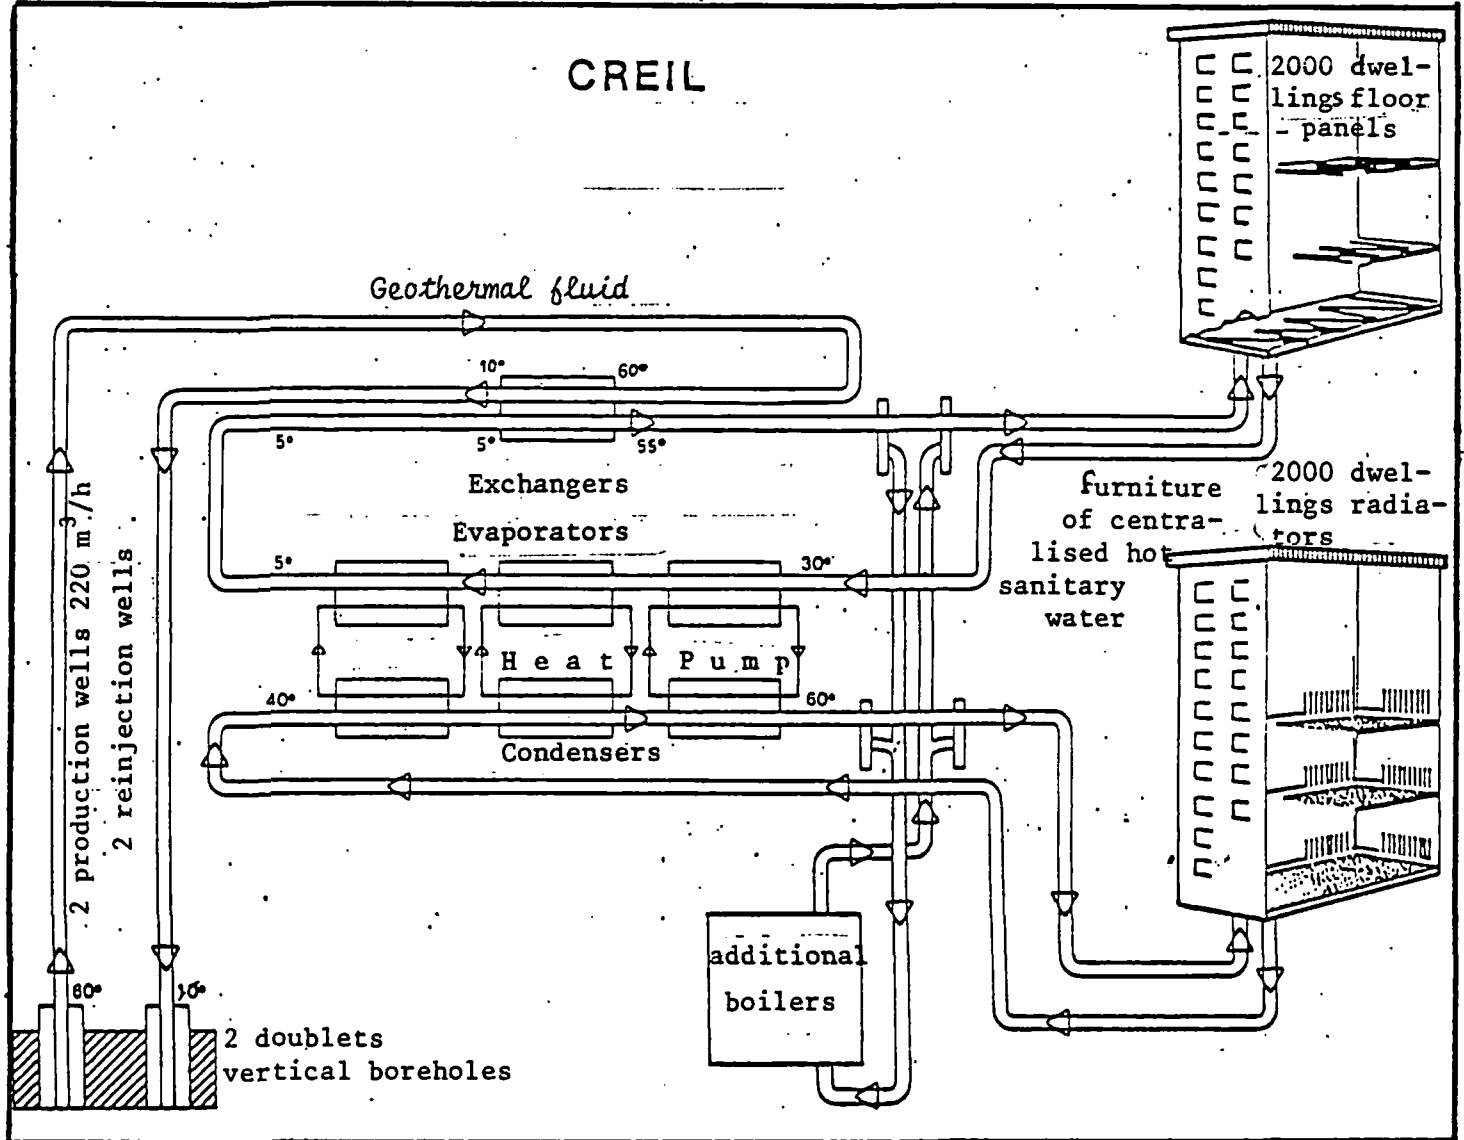 CREIL
2000 dwel-
lings floor
panels
Geothermal fluid
10° 60°
5° 5° 55°
Exchangers
Evaporators
5° 30°
Heat Pump
40° 60°
Condensers
furniture
of centra-
lised hot
sanitary
water
2000 dwel-
lings radia-
tors
2 production wells 220 m³/h
2 reinjection wells
additional
boilers
60° 10°
2 doublets
vertical boreholes